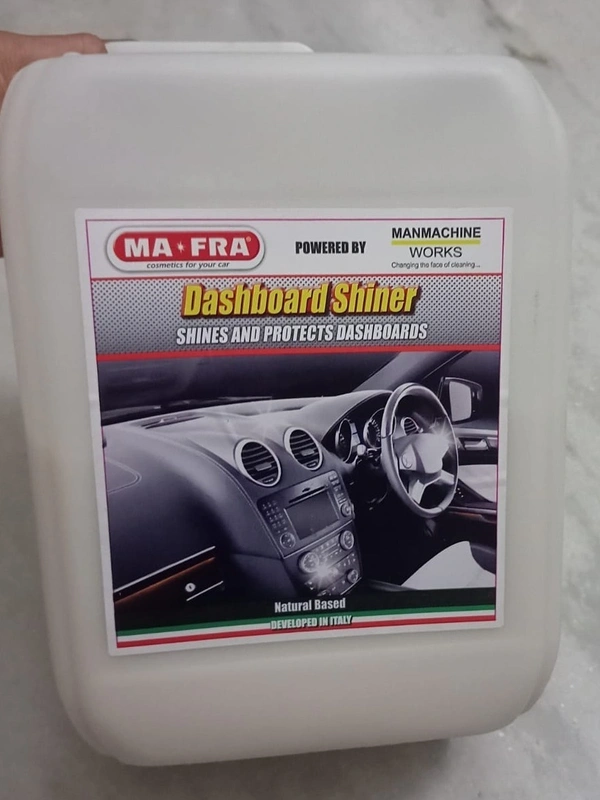 MA★FRA®
cosmetics for your car
POWERED BY
MANMACHINE
WORKS
Changing the face of cleaning...
Dashboard Shiner
SHINES AND PROTECTS DASHBOARDS
Natural Based
DEVELOPED IN ITALY